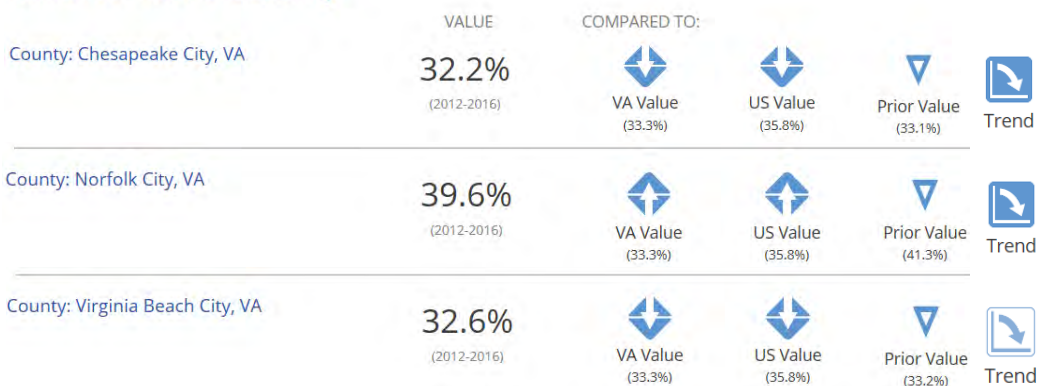 VALUE COMPARED TO:
County: Chesapeake City, VA
32.2%
(2012-2016)
VA Value US Value Prior Value Trend
(33.3%) (35.8%) (33.1%)
County: Norfolk City, VA
39.6%
(2012-2016)
VA Value US Value Prior Value Trend
(33.3%) (35.8%) (41.3%)
County: Virginia Beach City, VA
32.6%
(2012-2016)
VA Value US Value Prior Value Trend
(33.3%) (35.8%) (33.2%)